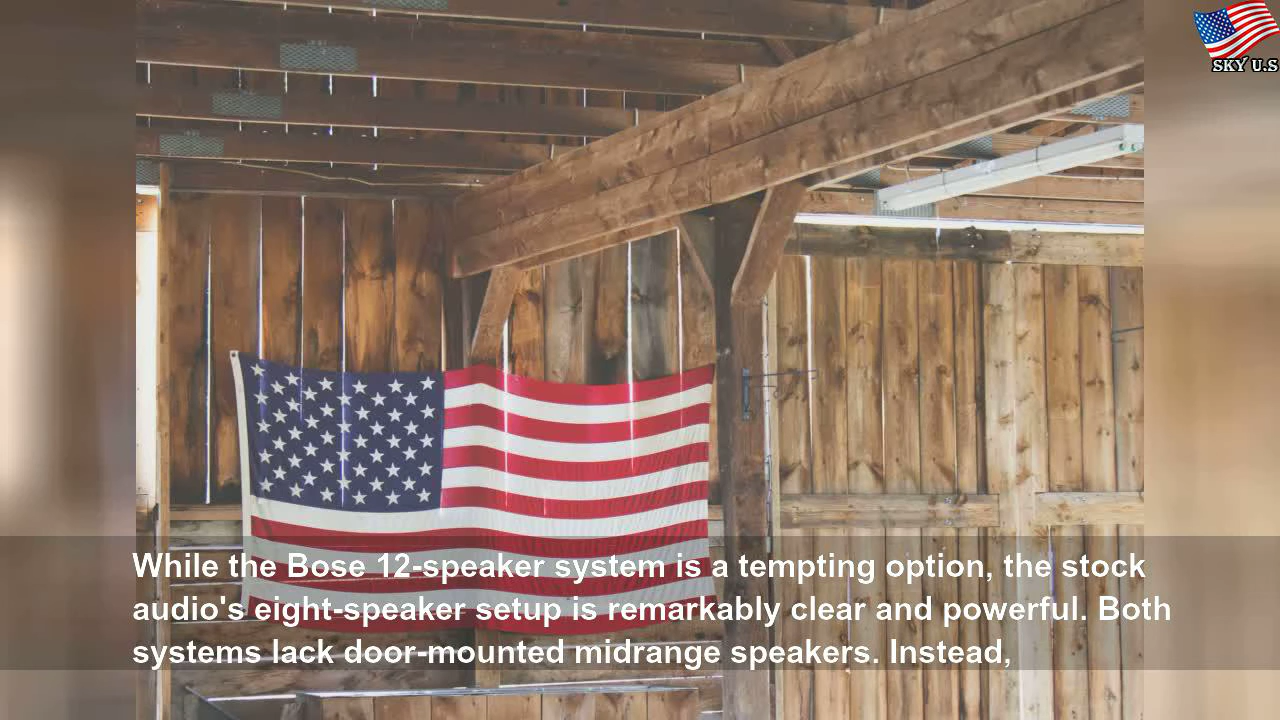 SKY U.S
While the Bose 12-speaker system is a tempting option, the stock
audio's eight-speaker setup is remarkably clear and powerful. Both
systems lack door-mounted midrange speakers. Instead,